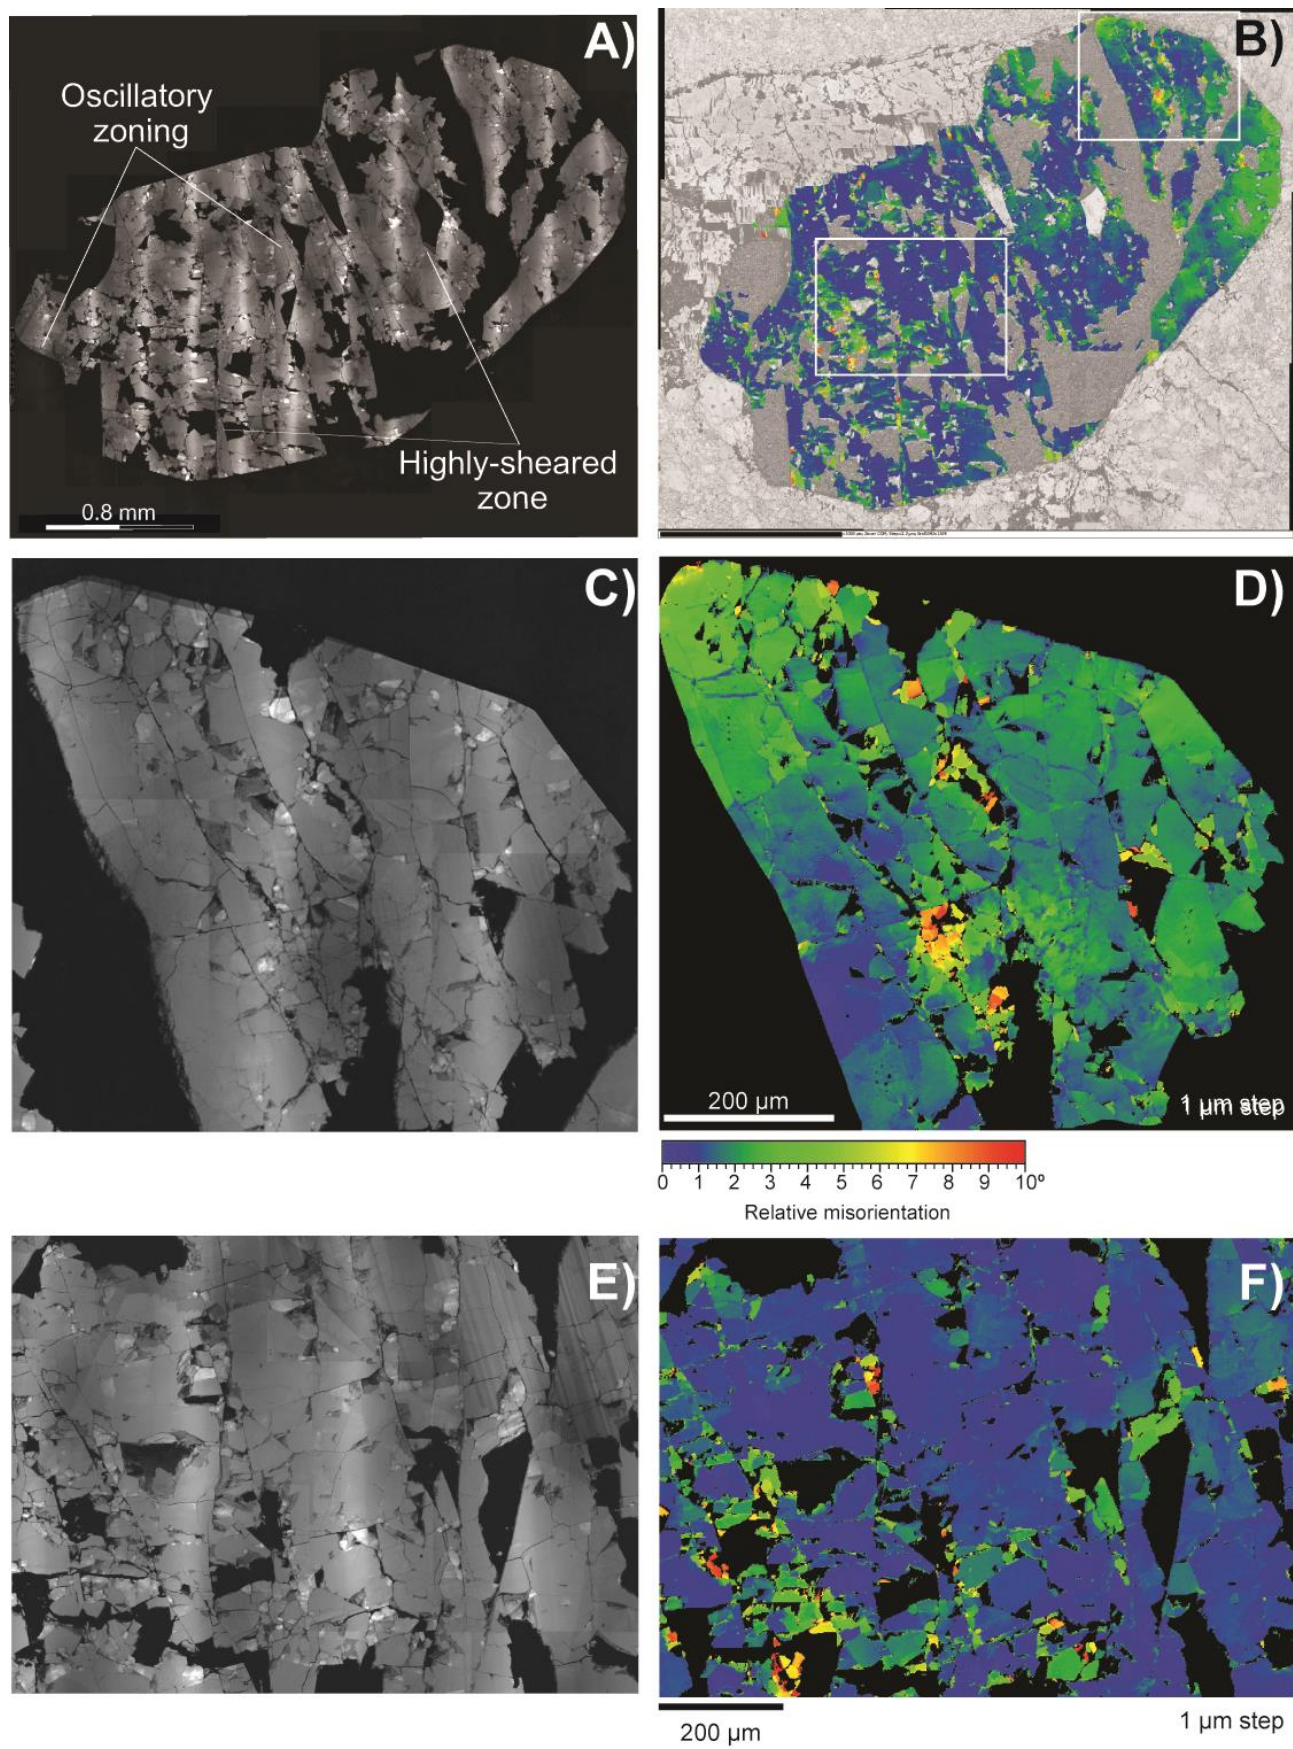 A)
Oscillatory
zoning
Highly-sheared
zone
0.8 mm
B)
C)
D)
200 µm
1 µm step
0 1 2 3 4 5 6 7 8 9 10º
Relative misorientation
E)
F)
200 µm
1 µm step